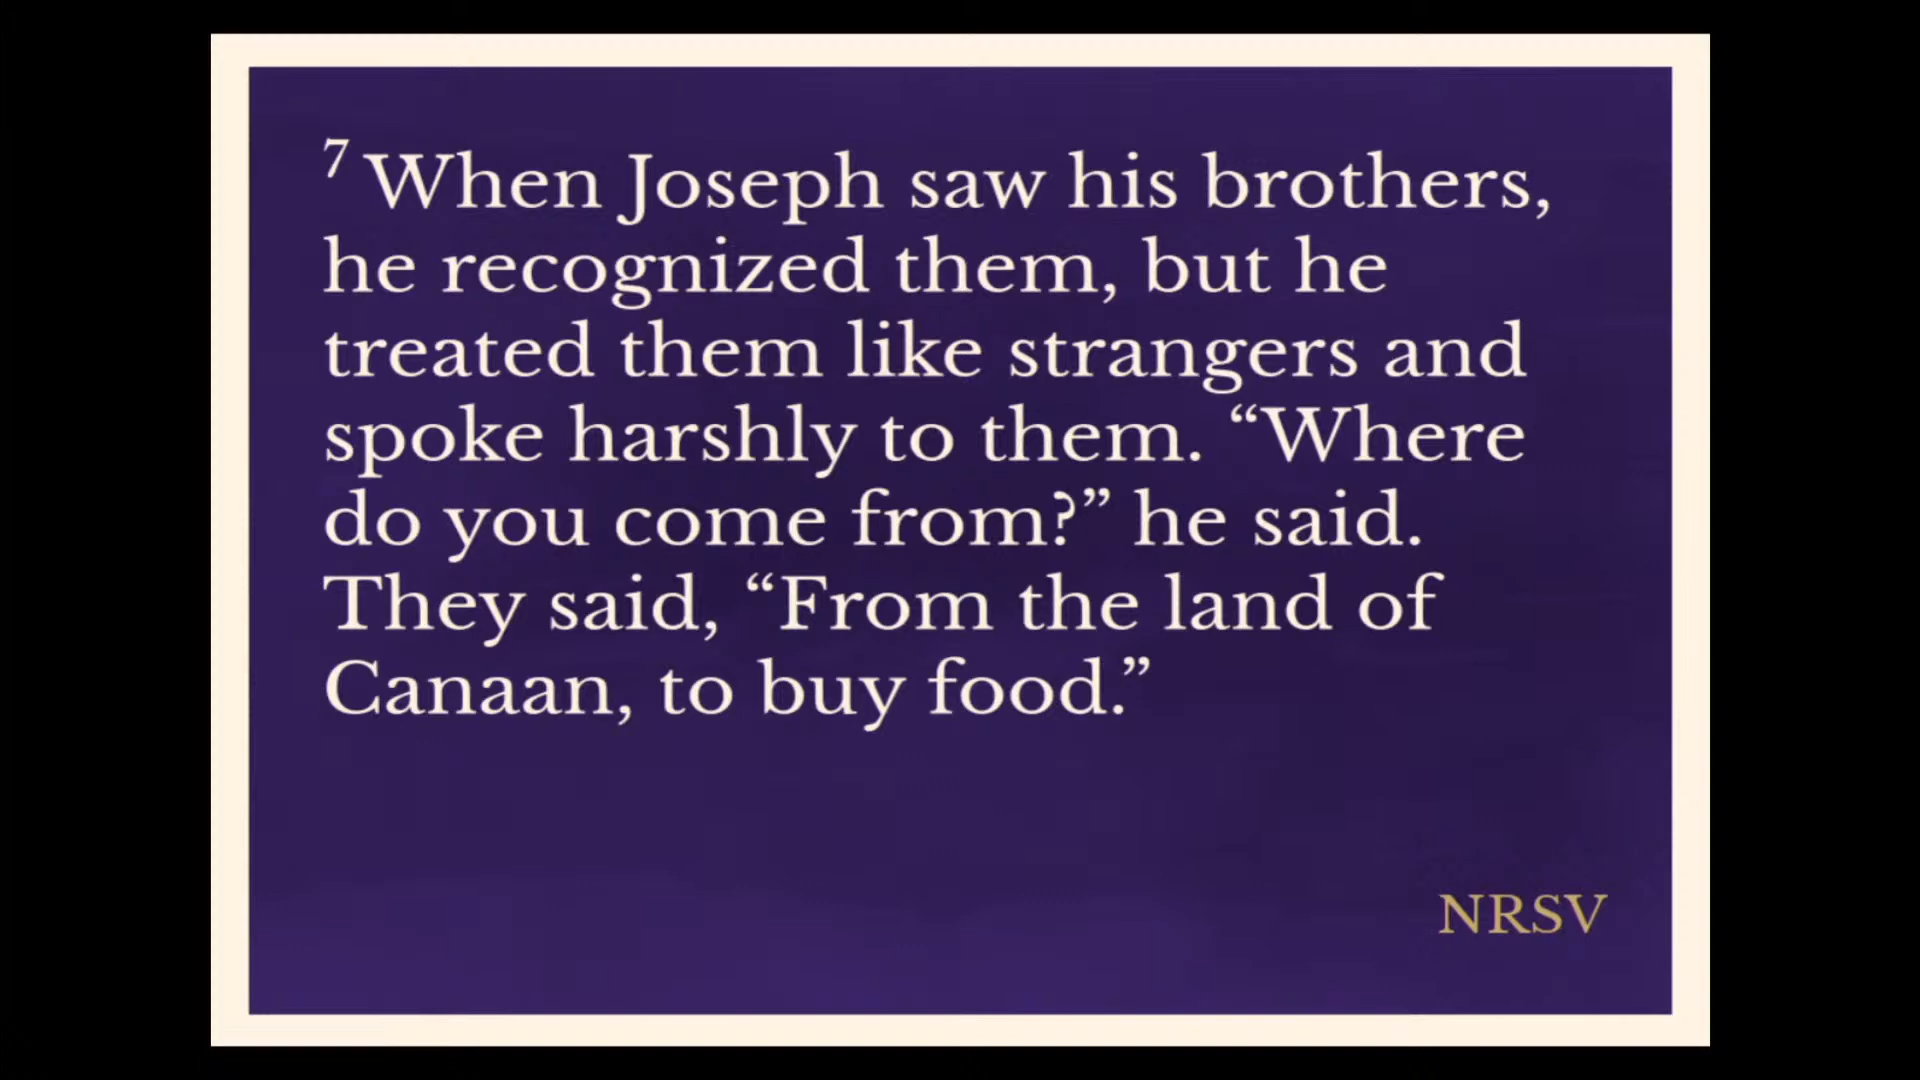 7 When Joseph saw his brothers,
he recognized them, but he
treated them like strangers and
spoke harshly to them. “Where
do you come from?” he said.
They said, “From the land of
Canaan, to buy food.”
NRSV